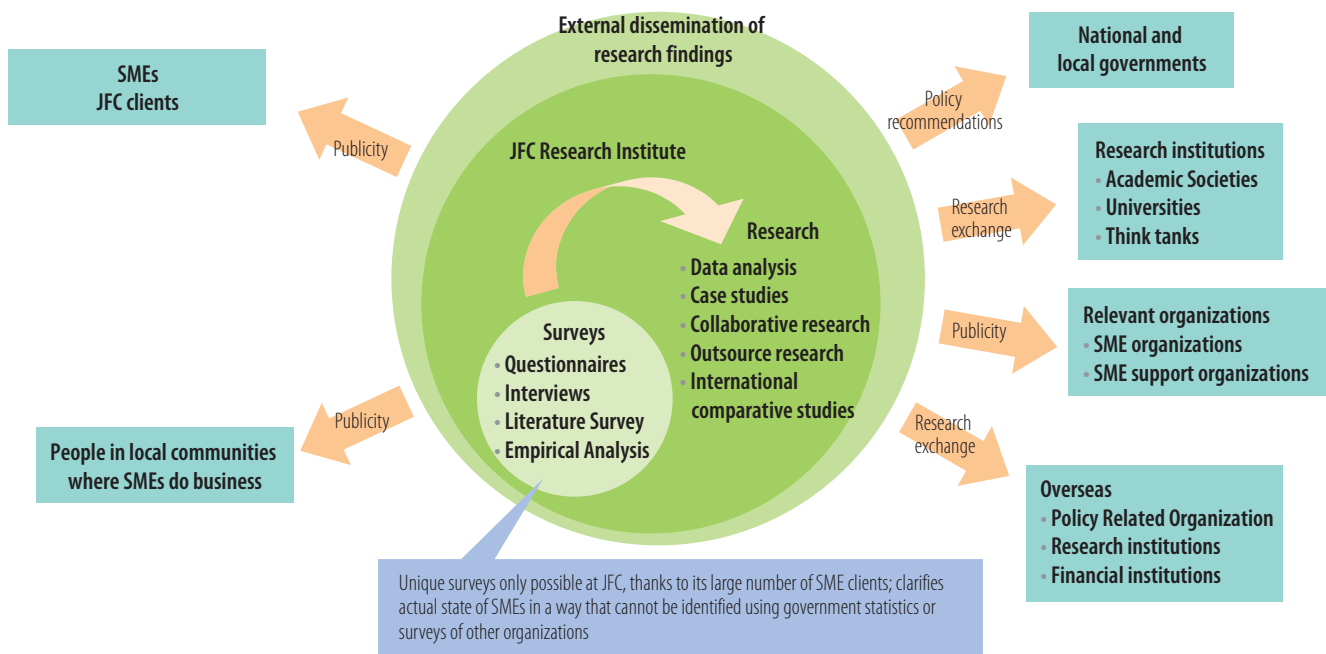 External dissemination of
research findings
SMEs
JFC clients
Publicity
National and
local governments
Policy
recommendations
JFC Research Institute
Research institutions
• Academic Societies
• Universities
• Think tanks
Research
exchange
Research
• Data analysis
• Case studies
• Collaborative research
• Outsource research
• International
comparative studies
Surveys
• Questionnaires
• Interviews
• Literature Survey
• Empirical Analysis
Relevant organizations
• SME organizations
• SME support organizations
Publicity
Publicity
People in local communities
where SMEs do business
Research
exchange
Overseas
• Policy Related Organization
• Research institutions
• Financial institutions
Unique surveys only possible at JFC, thanks to its large number of SME clients; clarifies
actual state of SMEs in a way that cannot be identified using government statistics or
surveys of other organizations